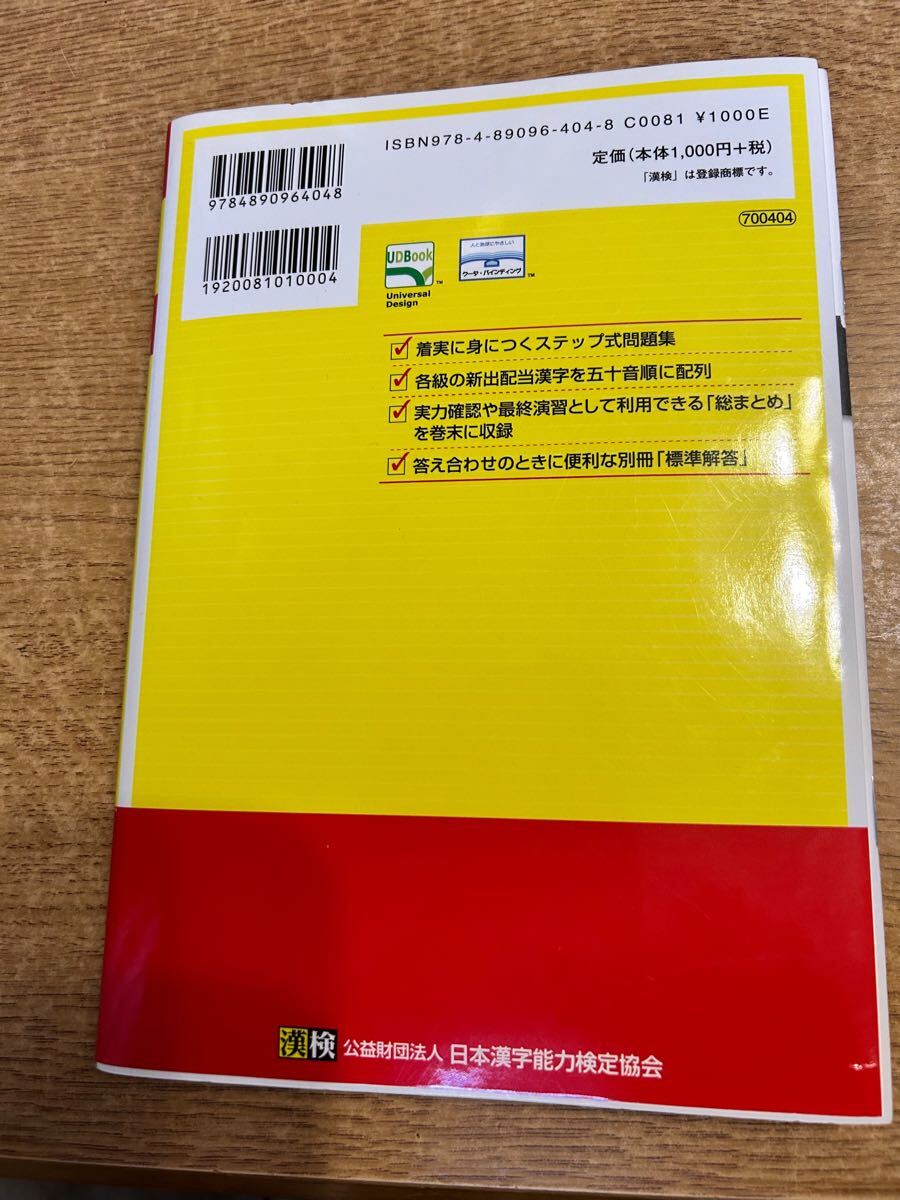 ISBN978-4-89096-404-8 C0081 ¥1000E
定価(本体1,000円+税)
「漢検」は登録商標です。
9784890964048
700404
1920081010004
UDBook
TM
Universal
Design
人と地球にやさしい
ワータ・バインディング
TM
着実に身につくステップ式問題集
各級の新出配当漢字を五十音順に配列
実力確認や最終演習として利用できる「総まとめ」
を巻末に収録
答え合わせのときに便利な別冊「標準解答」
漢検 公益財団法人 日本漢字能力検定協会